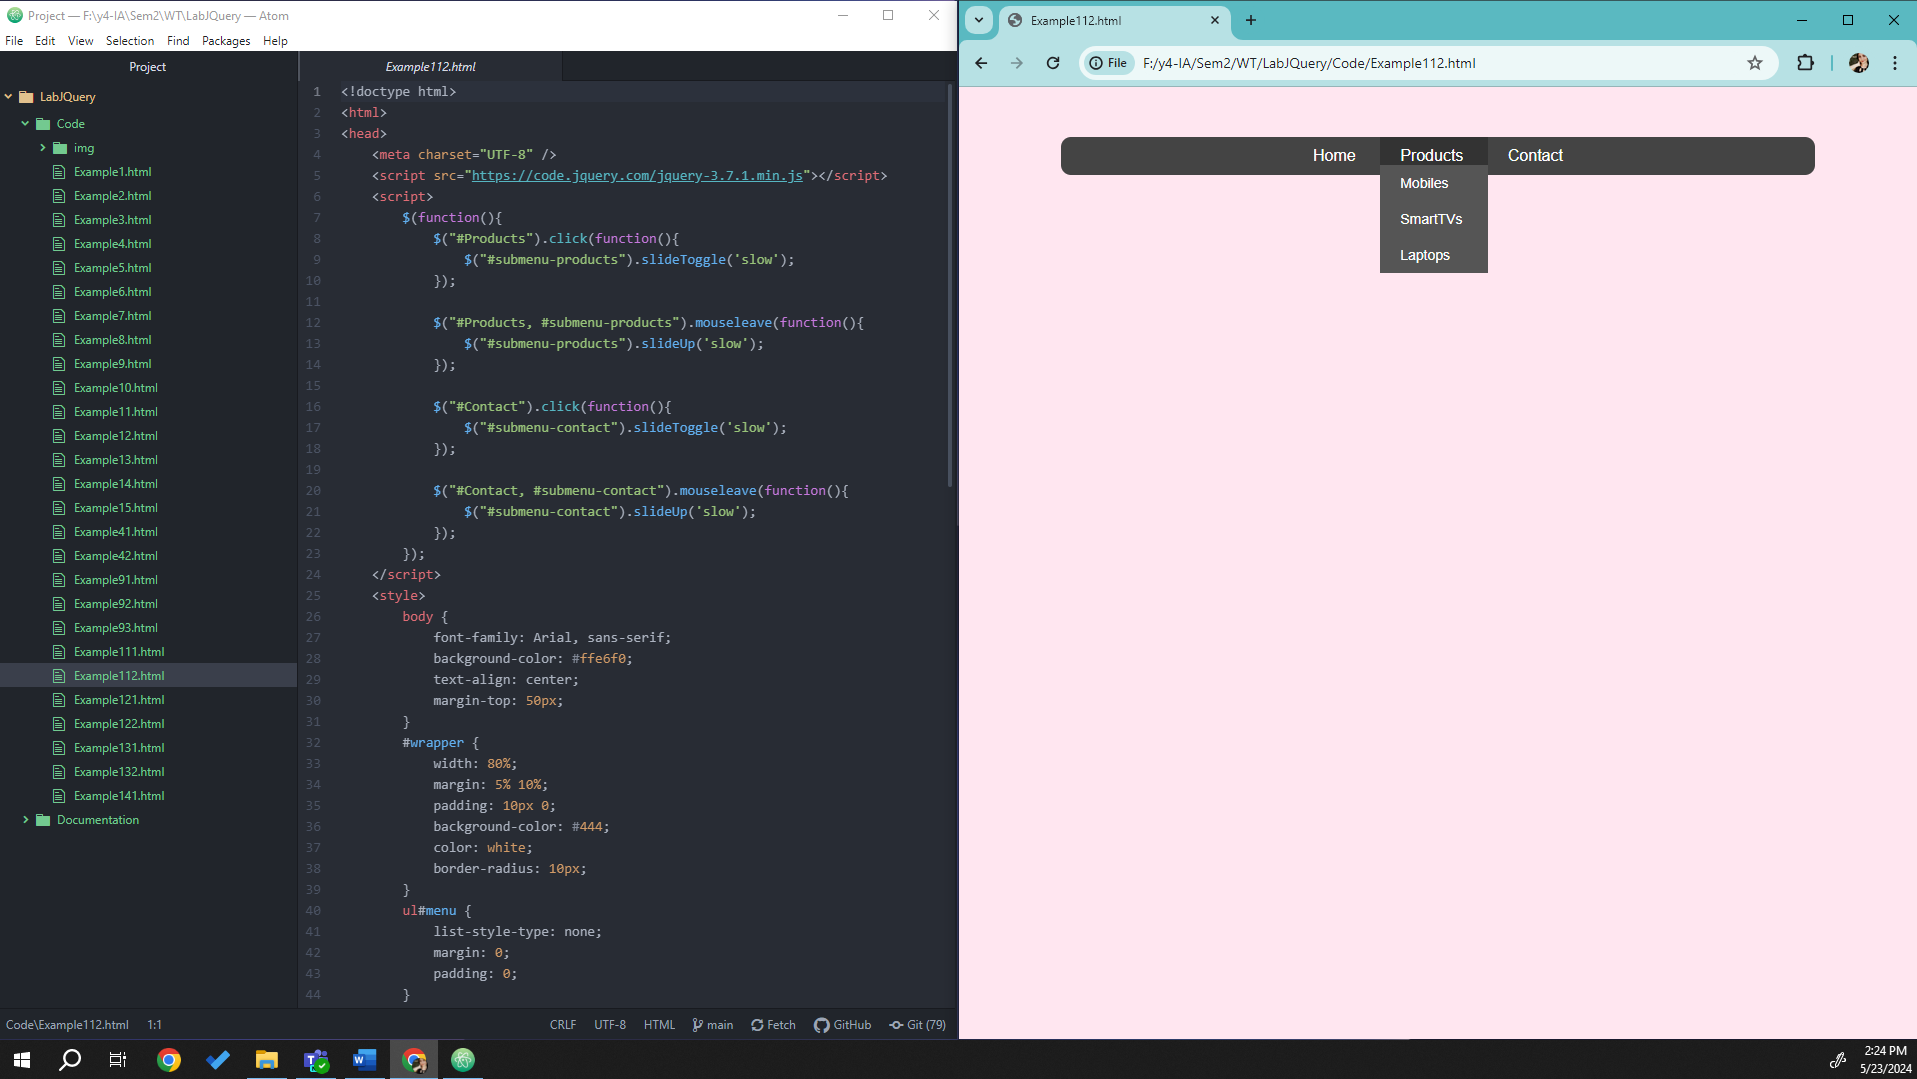 Project — F:\y4-IA\Sem2\WT\LabJQuery — Atom
File Edit View Selection Find Packages Help
Project
LabJQuery
Code
img
Example1.html
Example2.html
Example3.html
Example4.html
Example5.html
Example6.html
Example7.html
Example8.html
Example9.html
Example10.html
Example11.html
Example12.html
Example13.html
Example14.html
Example15.html
Example41.html
Example42.html
Example91.html
Example92.html
Example93.html
Example111.html
Example112.html
Example121.html
Example122.html
Example131.html
Example132.html
Example141.html
Documentation
Example112.html
1 <!doctype html>
2 <html>
3 <head>
4 <meta charset="UTF-8" />
5 <script src="https://code.jquery.com/jquery-3.7.1.min.js"></script>
6 <script>
7 $(function(){
8 $("#Products").click(function(){
9 $("#submenu-products").slideToggle('slow');
10 });
11
12 $("#Products, #submenu-products").mouseleave(function(){
13 $("#submenu-products").slideUp('slow');
14 });
15
16 $("#Contact").click(function(){
17 $("#submenu-contact").slideToggle('slow');
18 });
19
20 $("#Contact, #submenu-contact").mouseleave(function(){
21 $("#submenu-contact").slideUp('slow');
22 });
23 });
24 </script>
25 <style>
26 body {
27 font-family: Arial, sans-serif;
28 background-color: #ffe6f0;
29 text-align: center;
30 margin-top: 50px;
31 }
32 #wrapper {
33 width: 80%;
34 margin: 5% 10%;
35 padding: 10px 0;
36 background-color: #444;
37 color: white;
38 border-radius: 10px;
39 }
40 ul#menu {
41 list-style-type: none;
42 margin: 0;
43 padding: 0;
44 }
Code\Example112.html 1:1 CRLF UTF-8 HTML main Fetch GitHub Git (79)
Example112.html
File F:/y4-IA/Sem2/WT/LabJQuery/Code/Example112.html
Home Products Contact
Mobiles
SmartTVs
Laptops
2:24 PM
5/23/2024